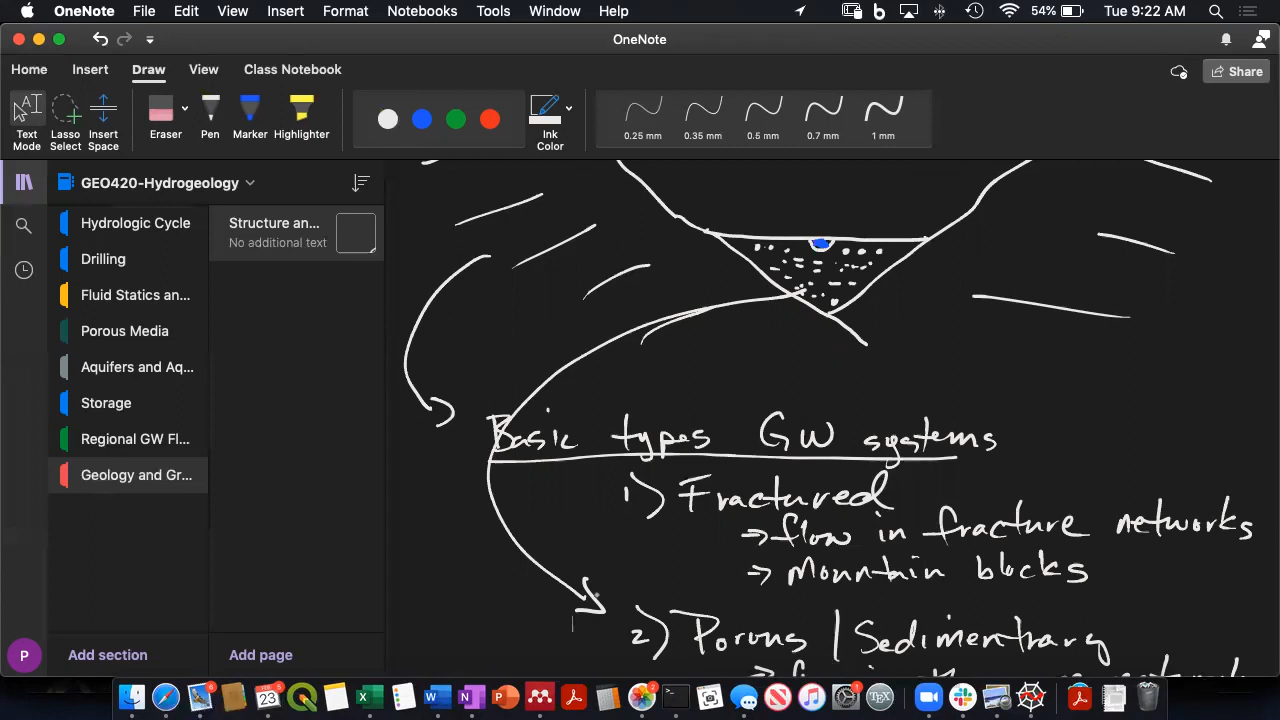 OneNote File Edit View Insert Format Notebooks Tools Window Help 54% Tue 9:22 AM
OneNote
Home Insert Draw View Class Notebook Share
Text Mode Lasso Select Insert Space Eraser Pen Marker Highlighter Ink Color 0.25 mm 0.35 mm 0.5 mm 0.7 mm 1 mm
GEO420-Hydrogeology
Hydrologic Cycle
Drilling
Fluid Statics an...
Porous Media
Aquifers and Aq...
Storage
Regional GW Fl...
Geology and Gr...
Structure an...
No additional text
Basic types GW systems
1) Fractured
→ flow in fracture networks
→ Mountain blocks
2) Porous / Sedimentrary
P Add section Add page